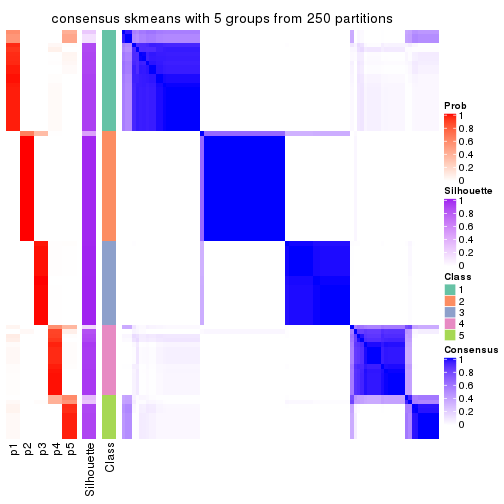 consensus skmeans with 5 groups from 250 partitions
Prob
1
0.8
0.6
0.4
0.2
0
Silhouette
1
0.8
0.6
0.4
0.2
0
Class
1
2
3
4
5
Consensus
1
0.8
0.6
0.4
0.2
0
p1
p2
p3
p4
p5
Silhouette
Class